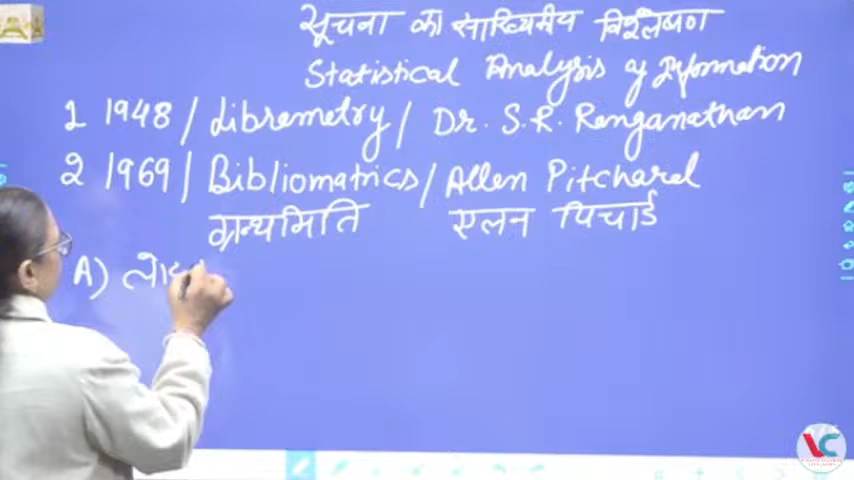 सूचना का सांख्यिकीय विश्लेषण
Statistical Analysis of Information
1 1948 / Libremetry / Dr. S. R. Ranganathan
2 1969 / Bibliomatrics / Allen Pitchard
ग्रन्थमिति एलन पिचार्ड
A)
VC